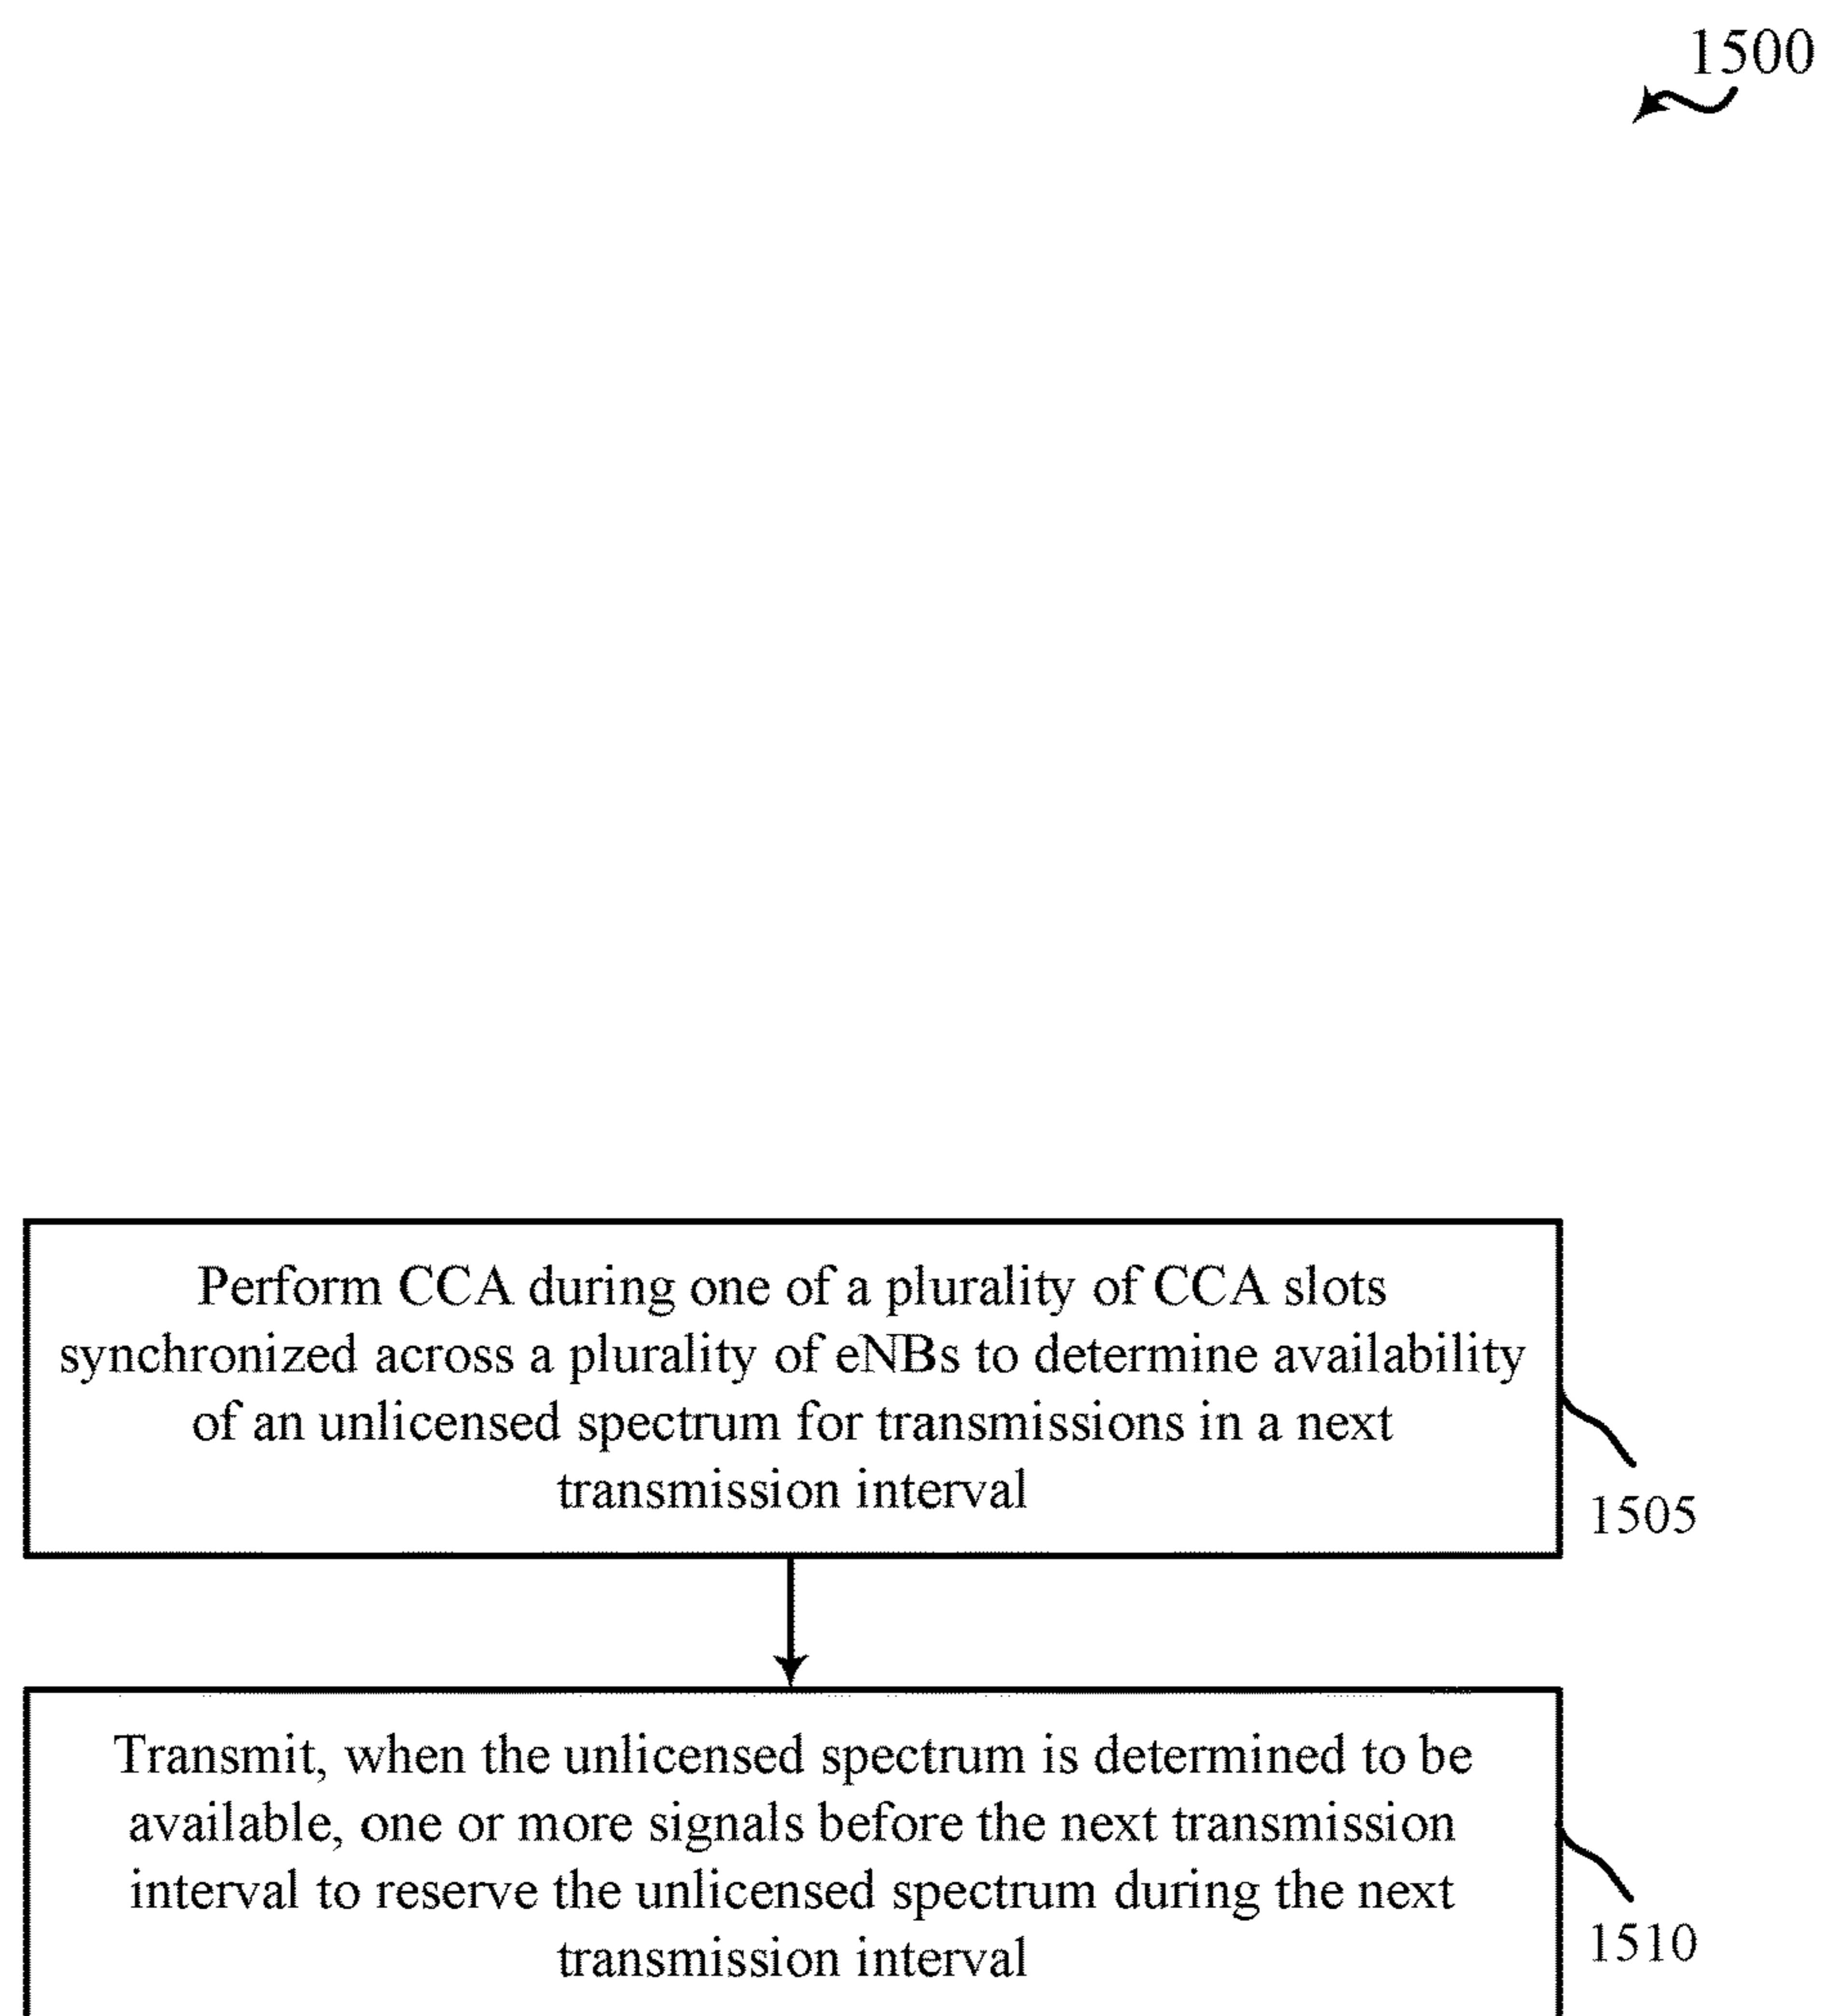 1500
Perform CCA during one of a plurality of CCA slots
synchronized across a plurality of eNBs to determine availability
of an unlicensed spectrum for transmissions in a next
transmission interval
1505
Transmit, when the unlicensed spectrum is determined to be
available, one or more signals before the next transmission
interval to reserve the unlicensed spectrum during the next
transmission interval
1510